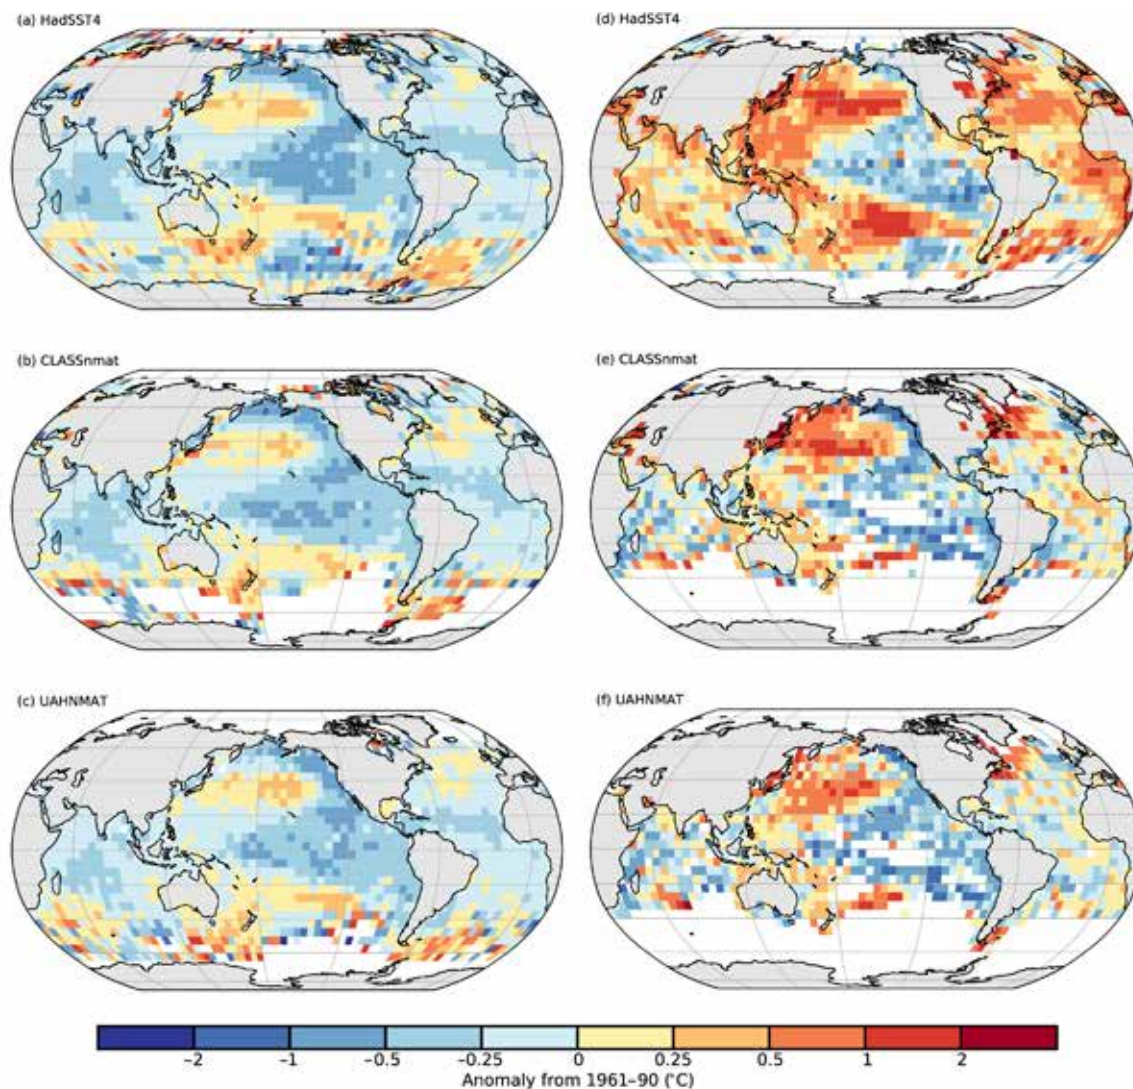 (a) HadSST4
(d) HadSST4
(b) CLASSnmat
(e) CLASSnmat
(c) UAHNMAT
(f) UAHNMAT
−2 −1 −0.5 −0.25 0 0.25 0.5 1 2
Anomaly from 1961–90 (°C)